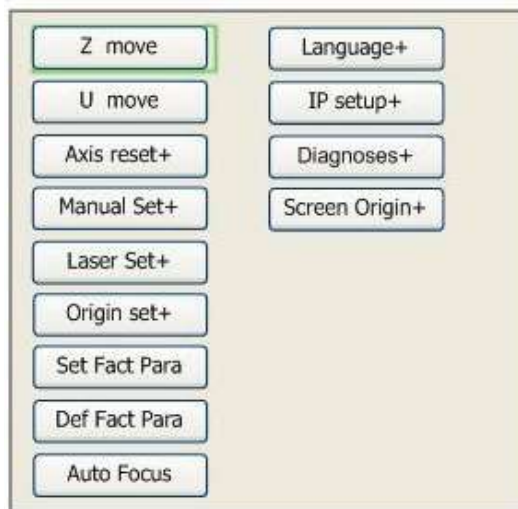 Z move
U move
Axis reset+
Manual Set+
Laser Set+
Origin set+
Set Fact Para
Def Fact Para
Auto Focus
Language+
IP setup+
Diagnoses+
Screen Origin+